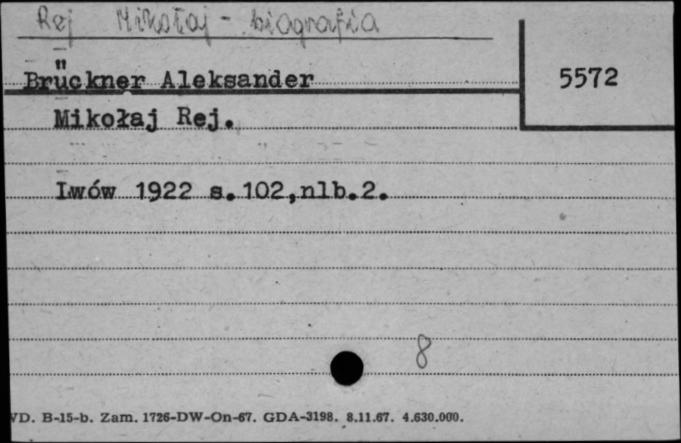 Rej Mikołaj - biografia
Brückner Aleksander 5572
Mikołaj Rej.
Lwów 1922 s.102,nlb.2.
8
VD. B-15-b. Zam. 1726-DW-On-67. GDA-3198. 8.11.67. 4.630.000.